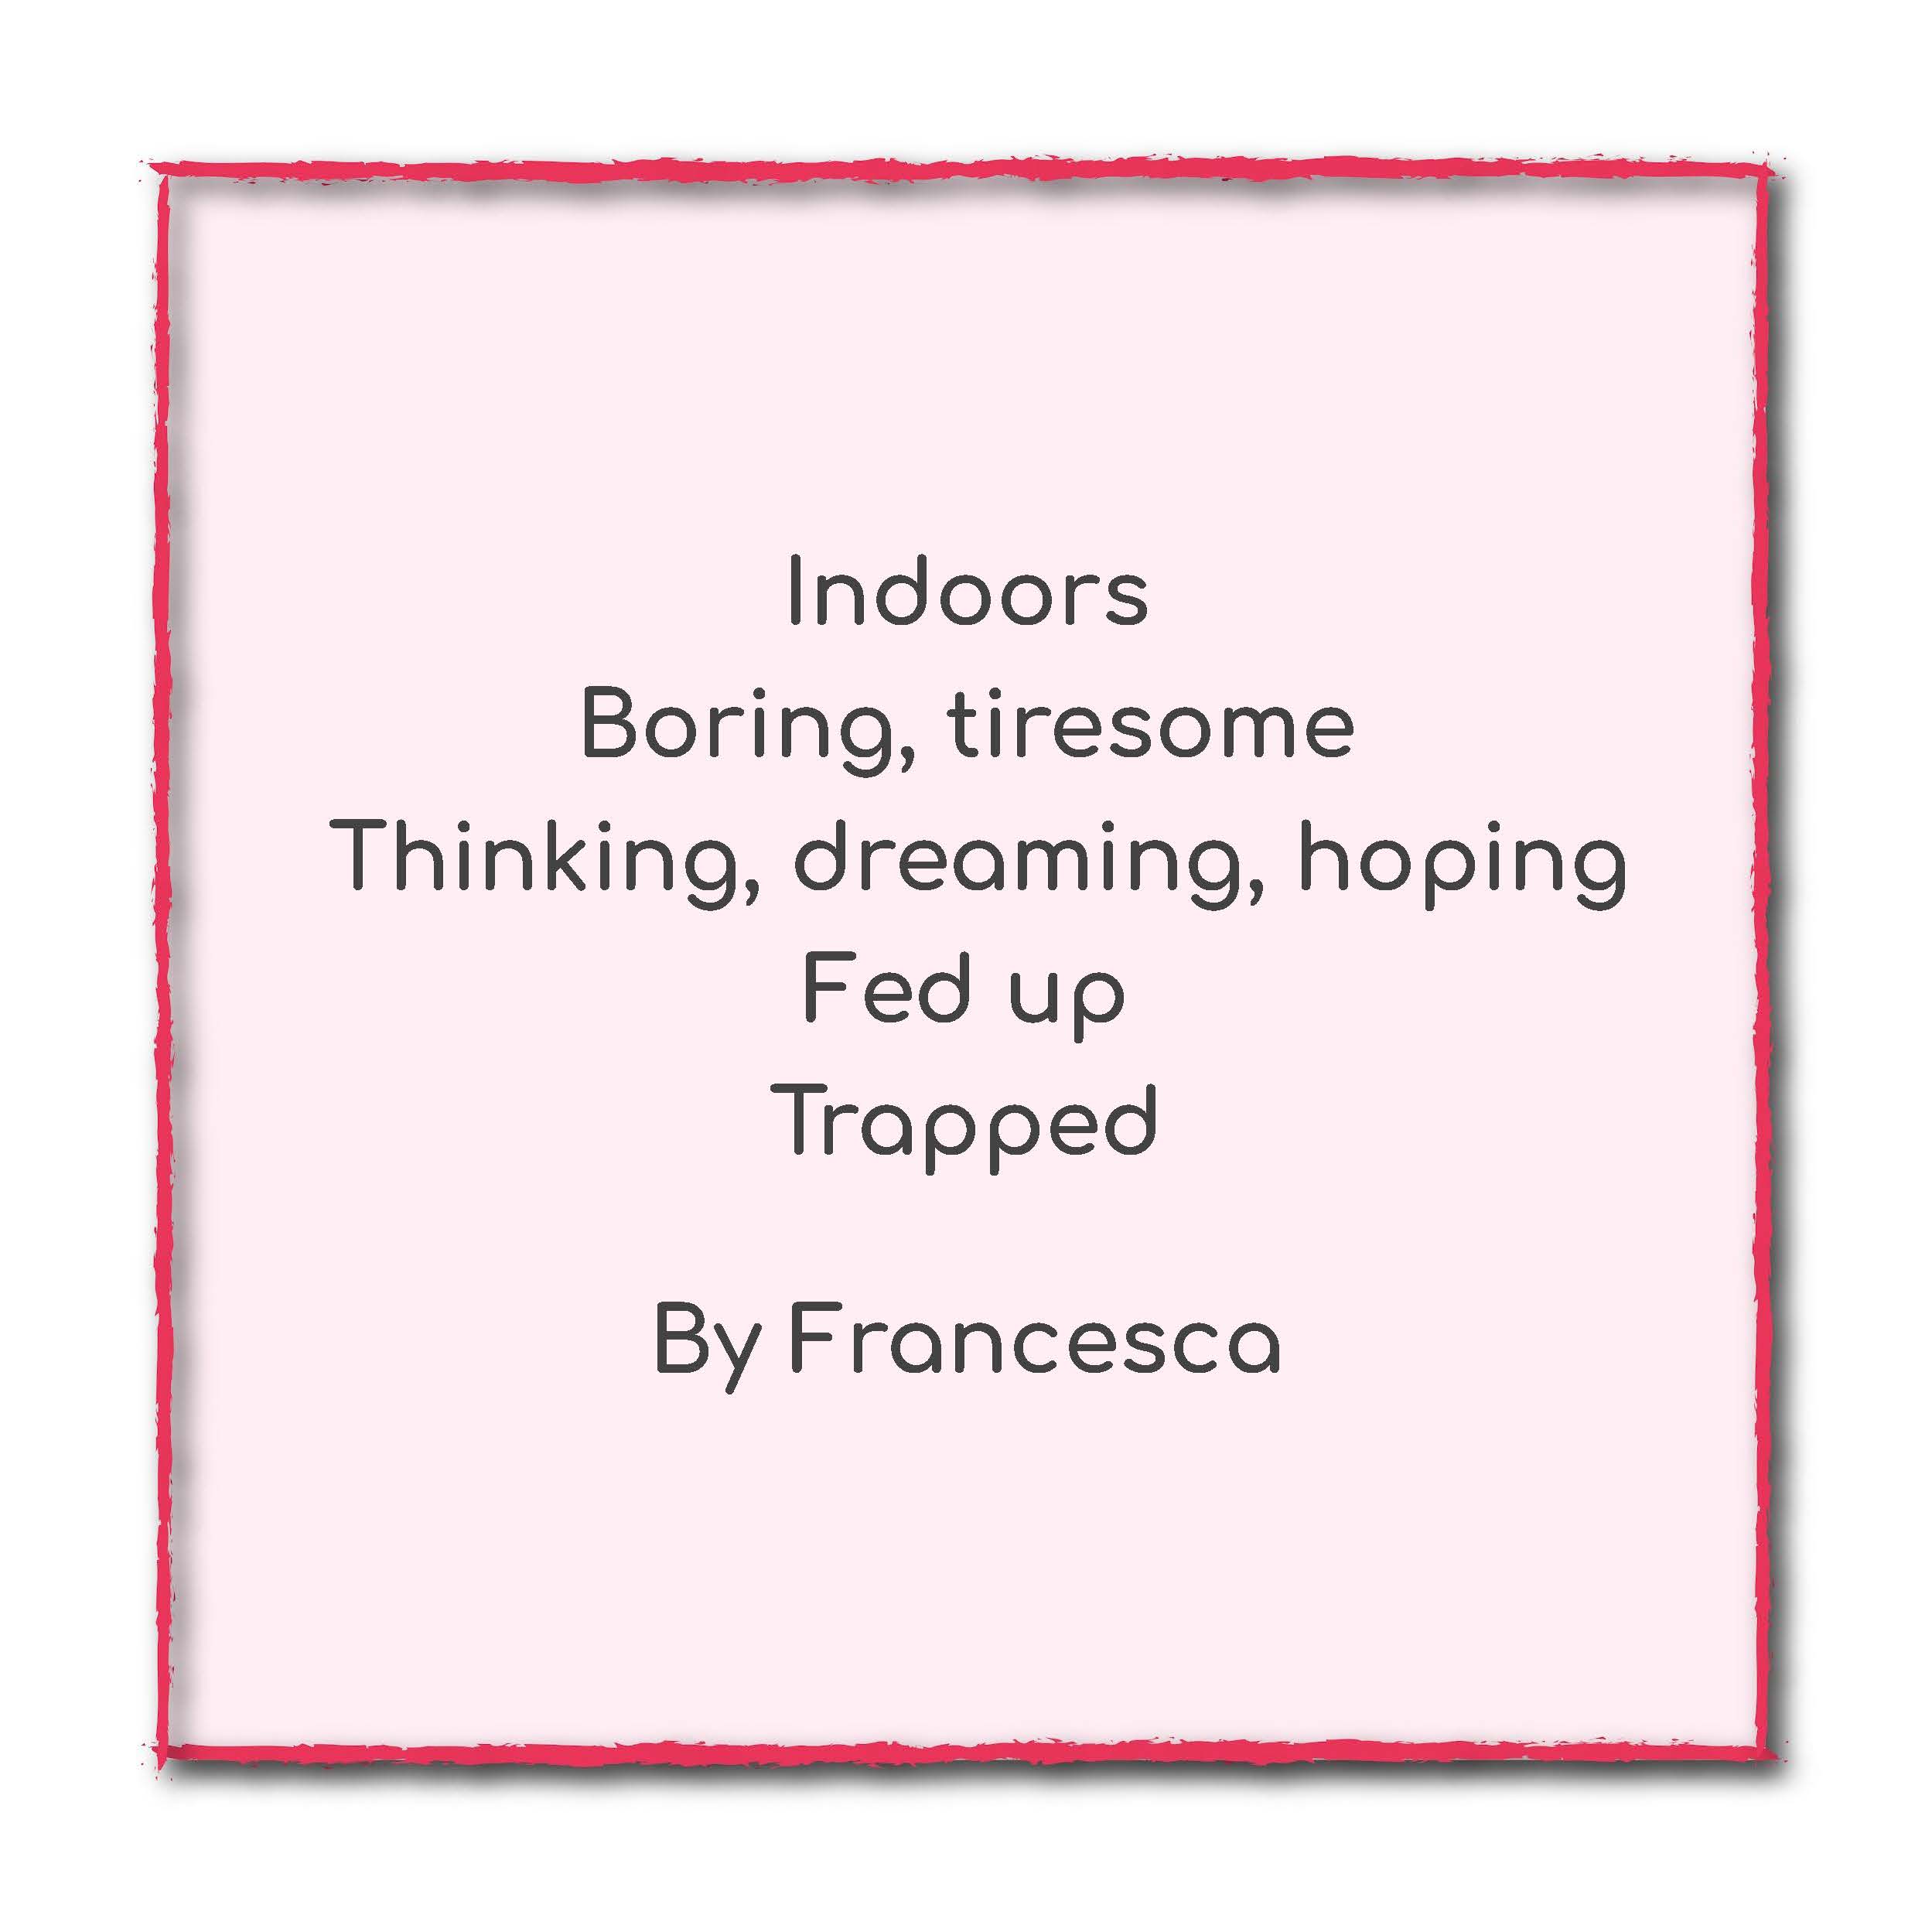 Indoors
Boring, tiresome
Thinking, dreaming, hoping
Fed up
Trapped
By Francesca